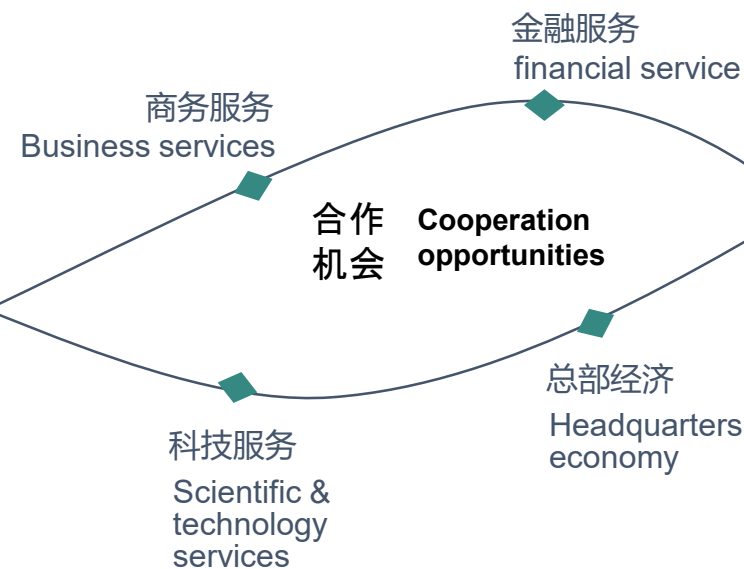 金融服务
financial service
商务服务
Business services
合作
机会
Cooperation
opportunities
总部经济
Headquarters
economy
科技服务
Scientific &
technology
services